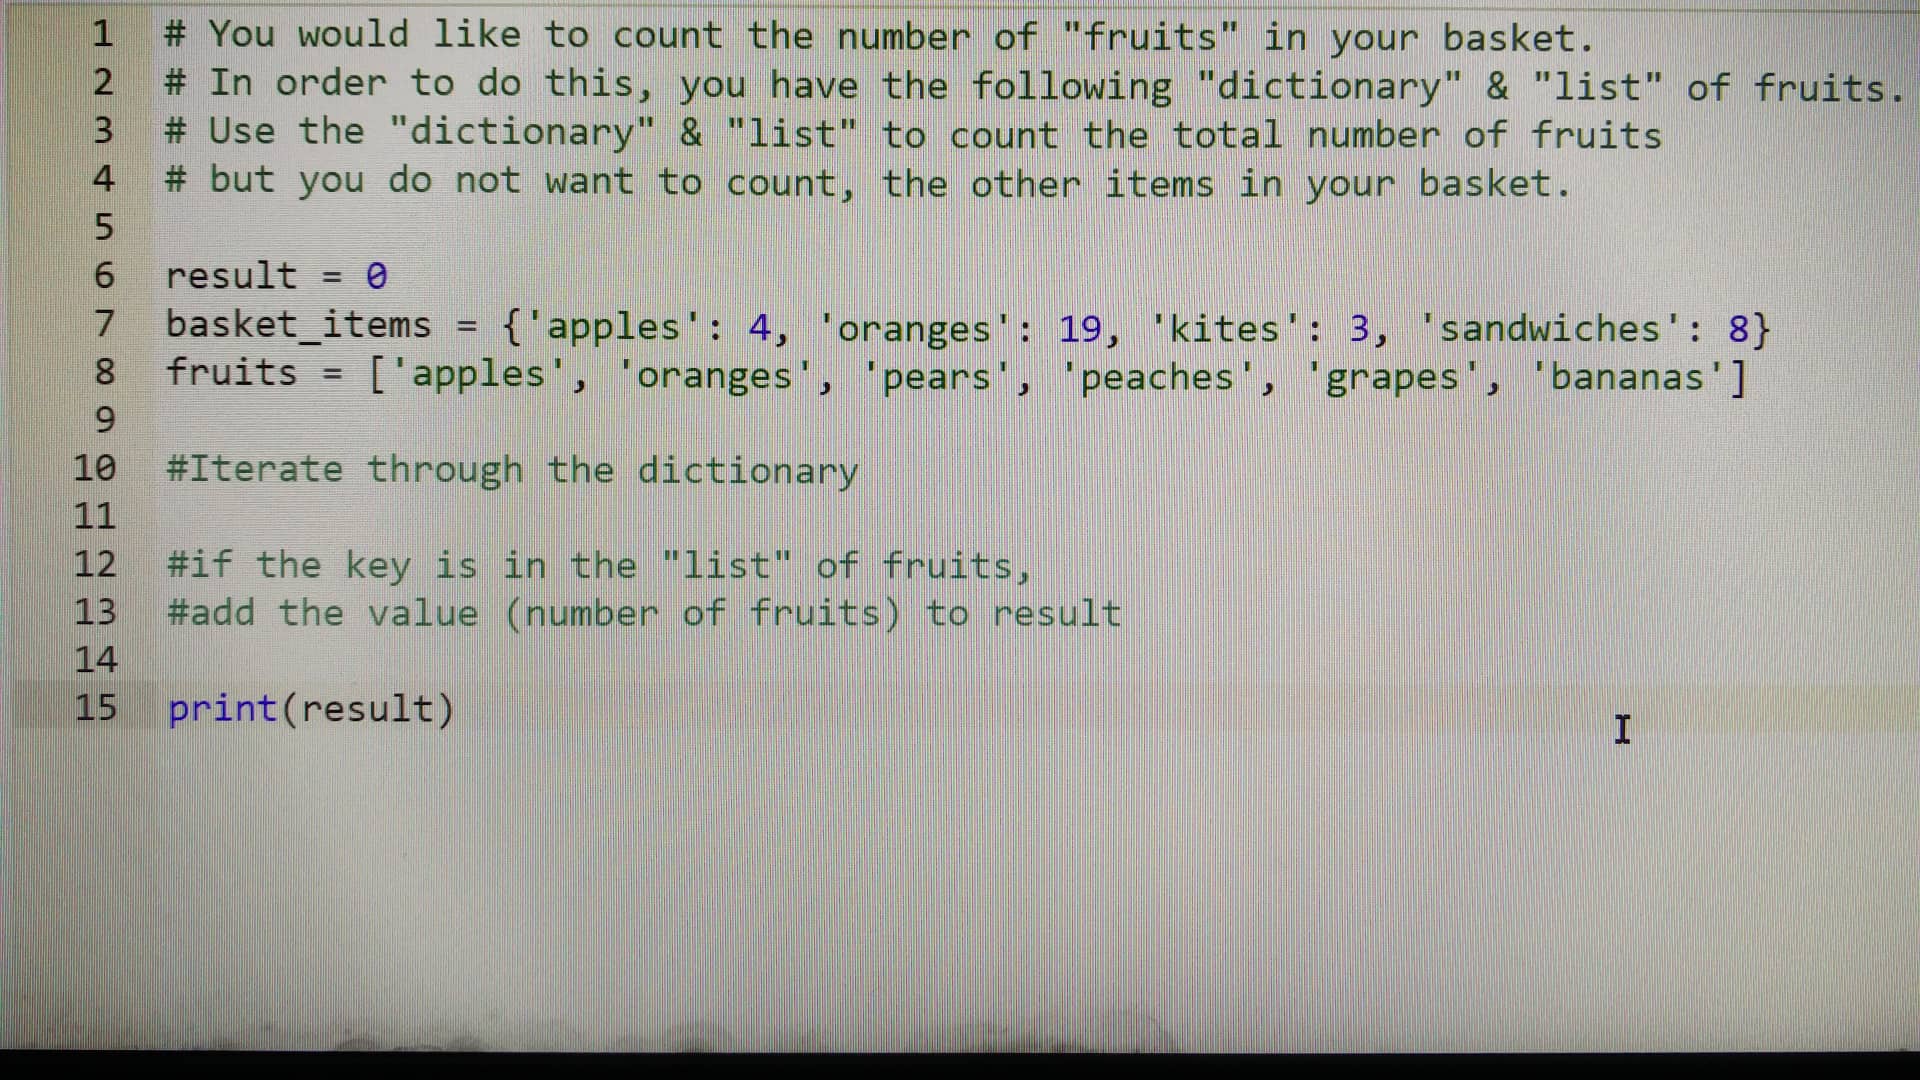 1 # You would like to count the number of "fruits" in your basket.
2 # In order to do this, you have the following "dictionary" & "list" of fruits.
3 # Use the "dictionary" & "list" to count the total number of fruits
4 # but you do not want to count, the other items in your basket.
5
6 result = 0
7 basket_items = {'apples': 4, 'oranges': 19, 'kites': 3, 'sandwiches': 8}
8 fruits = ['apples', 'oranges', 'pears', 'peaches', 'grapes', 'bananas']
9
10 #Iterate through the dictionary
11
12 #if the key is in the "list" of fruits,
13 #add the value (number of fruits) to result
14
15 print(result)